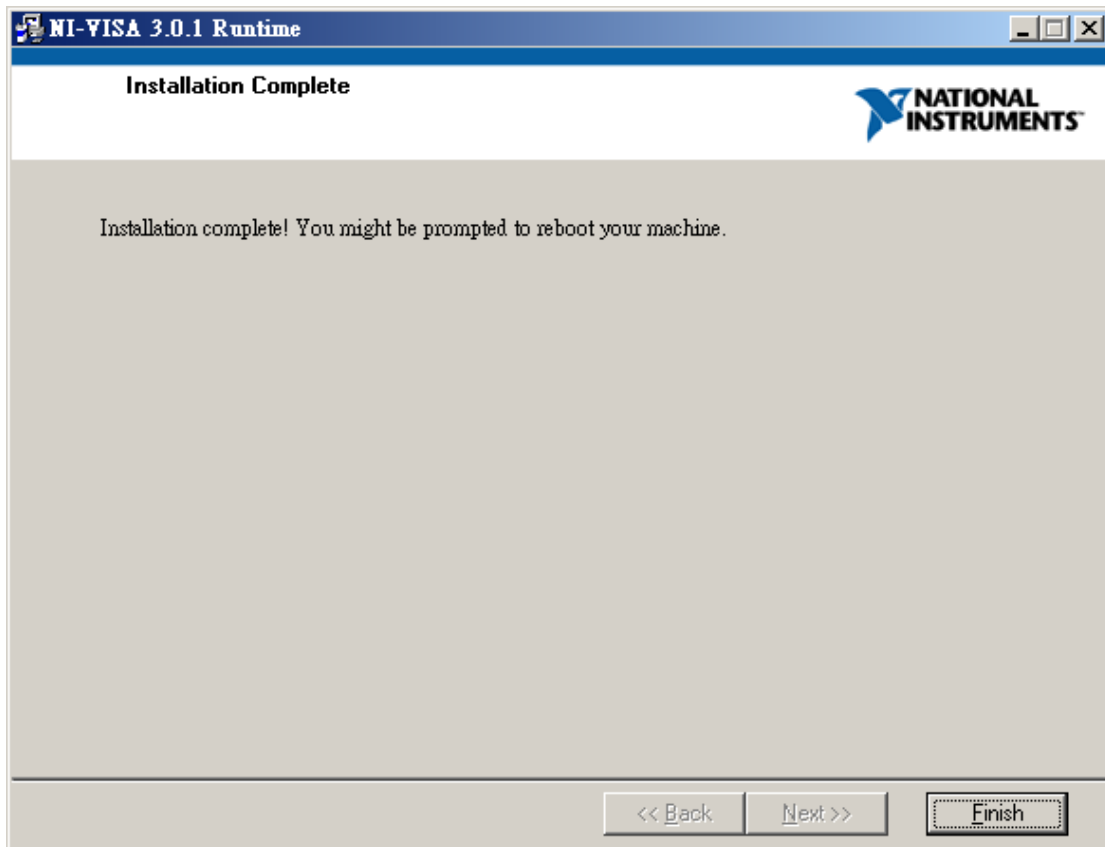 NI-VISA 3.0.1 Runtime
Installation Complete
NATIONAL
INSTRUMENTS™
Installation complete! You might be prompted to reboot your machine.
<< Back
Next >>
Finish